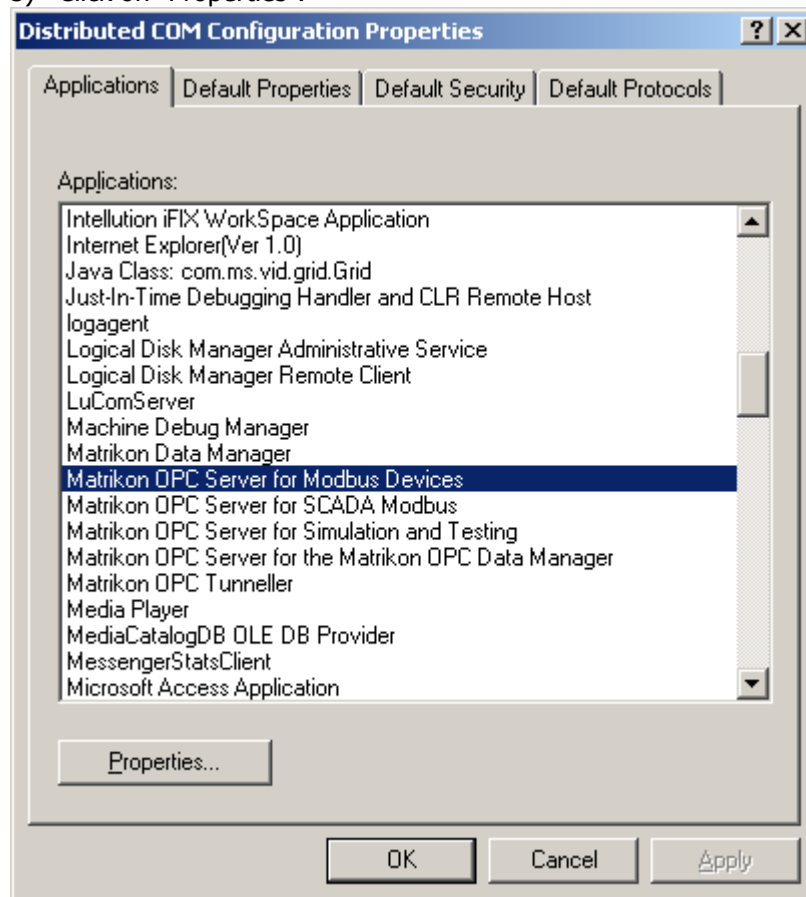 Click on "Properties".
Distributed COM Configuration Properties
Applications
Default Properties
Default Security
Default Protocols
Applications:
Intellution iFIX WorkSpace Application
Internet Explorer(Ver 1.0)
Java Class: com.ms.vid.grid.Grid
Just-In-Time Debugging Handler and CLR Remote Host
logagent
Logical Disk Manager Administrative Service
Logical Disk Manager Remote Client
LuComServer
Machine Debug Manager
Matrikon Data Manager
Matrikon OPC Server for Modbus Devices
Matrikon OPC Server for SCADA Modbus
Matrikon OPC Server for Simulation and Testing
Matrikon OPC Server for the Matrikon OPC Data Manager
Matrikon OPC Tunneller
Media Player
MediaCatalogDB OLE DB Provider
MessengerStatsClient
Microsoft Access Application
Properties...
OK
Cancel
Apply